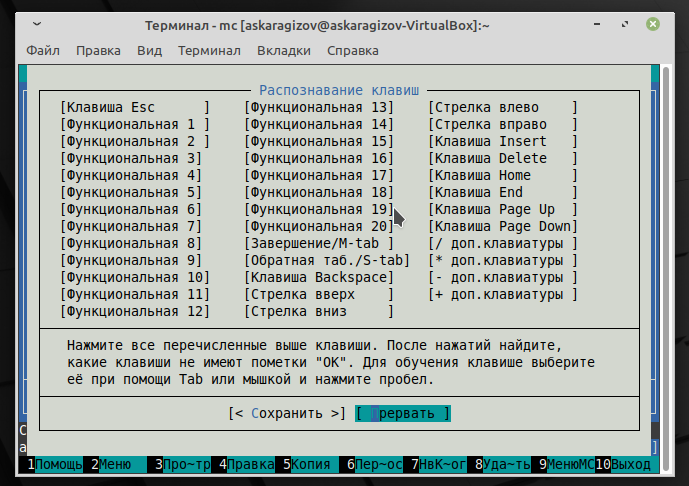 Терминал - mc [askaragizov@askaragizov-VirtualBox]:~
Файл Правка Вид Терминал Вкладки Справка
Распознавание клавиш
[Клавиша Esc ] [Функциональная 13] [Стрелка влево ]
[Функциональная 1 ] [Функциональная 14] [Стрелка вправо ]
[Функциональная 2 ] [Функциональная 15] [Клавиша Insert ]
[Функциональная 3] [Функциональная 16] [Клавиша Delete ]
[Функциональная 4] [Функциональная 17] [Клавиша Home ]
[Функциональная 5] [Функциональная 18] [Клавиша End ]
[Функциональная 6] [Функциональная 19] [Клавиша Page Up ]
[Функциональная 7] [Функциональная 20] [Клавиша Page Down]
[Функциональная 8] [Завершение/M-tab ] [/ доп.клавиатуры ]
[Функциональная 9] [Обратная таб./S-tab] [* доп.клавиатуры ]
[Функциональная 10] [Клавиша Backspace] [- доп.клавиатуры ]
[Функциональная 11] [Стрелка вверх ] [+ доп.клавиатуры ]
[Функциональная 12] [Стрелка вниз ]
Нажмите все перечисленные выше клавиши. После нажатий найдите,
какие клавиши не имеют пометки "OK". Для обучения клавише выберите
её при помощи Tab или мышкой и нажмите пробел.
[< Сохранить >] [ Прервать ]
1Помощь 2Меню 3Про~тр 4Правка 5Копия 6Пер~ос 7НвК~ог 8Уда~ть 9МенюMC 10Выход